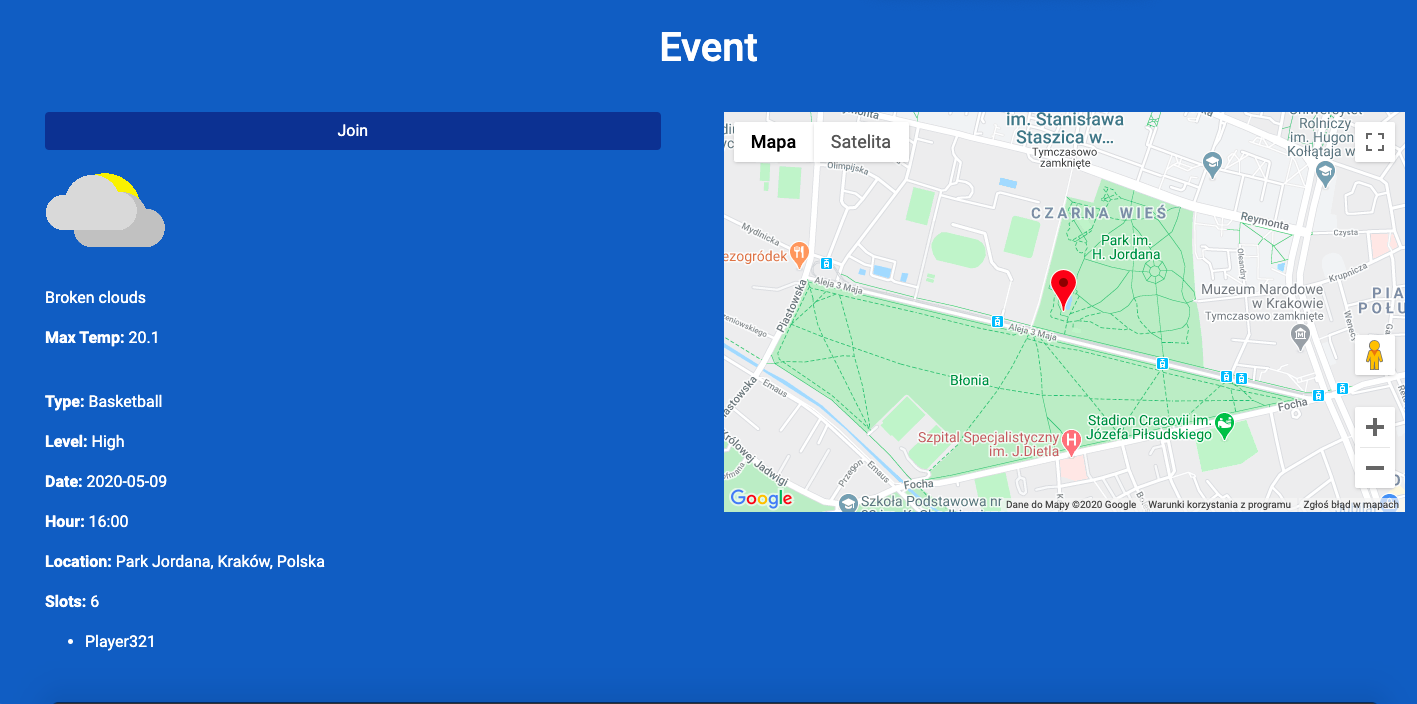 Event
Join
Broken clouds
Max Temp: 20.1
Type: Basketball
Level: High
Date: 2020-05-09
Hour: 16:00
Location: Park Jordana, Kraków, Polska
Slots: 6
Player321
Mapa
Satelita
im. Stanisława
Staszica w...
Tymczasowo
zamknięte
Rolniczy
im. Hugon
Kołłątaja w
Olimpijska
CZARNA WIEŚ
Reymonta
Czysta
Park im.
H. Jordana
Mydlnicka
ezogródek
Oleandry
Krupnicza
Aleja 3 Maja
Piastowska
Muzeum Narodowe
w Krakowie
Tymczasowo zamknięte
PIA
POŁU
Aleja 3 Maja
Błonia
Emaus
Focha
Stadion Cracovii im.
Józefa Piłsudskiego
Szpital Specjalistyczny
im. J.Dietla
Królowej Jadwigi
Przegon
Emaus
Focha
Google
Szkoła Podstawowa nr
Dane do Mapy ©2020 Google
Warunki korzystania z programu
Zgłoś błąd w mapach